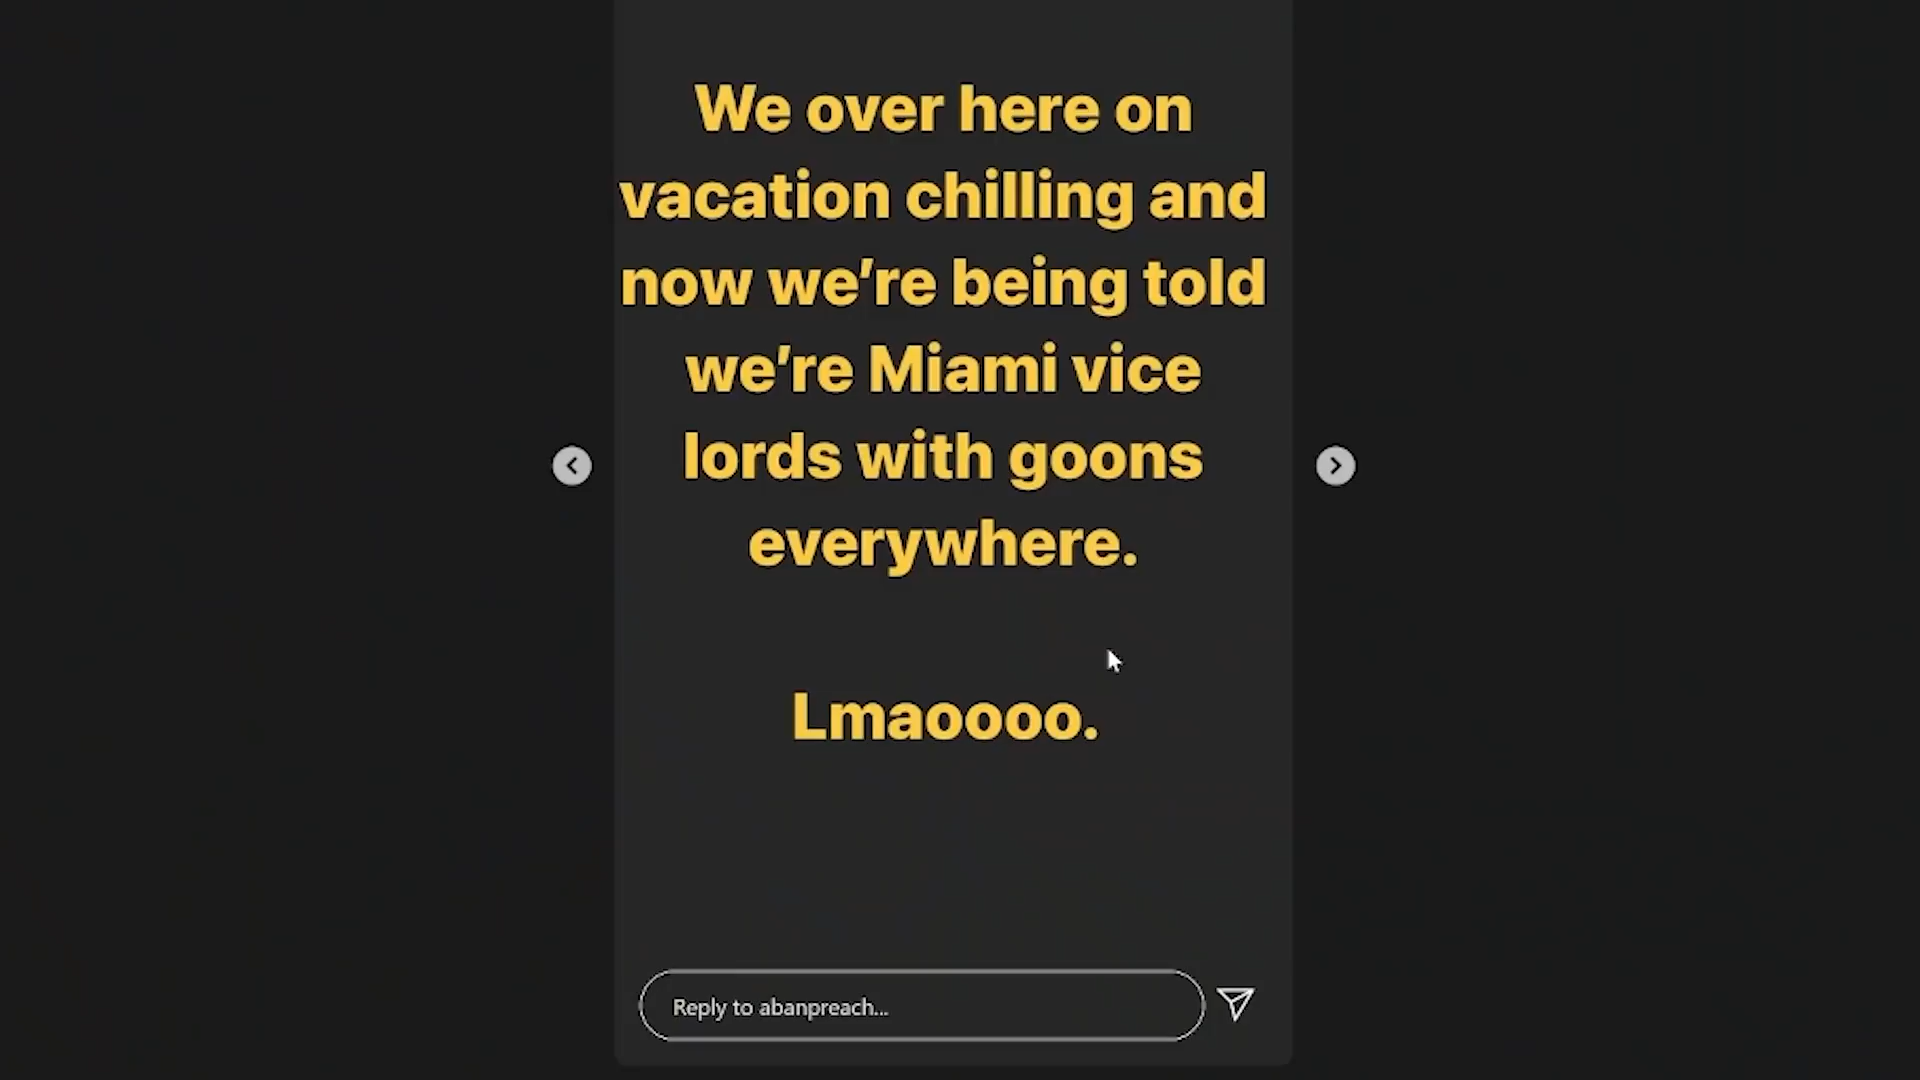 We over here on
vacation chilling and
now we’re being told
we’re Miami vice
lords with goons
everywhere.
Lmaoooo.
Reply to abanpreach...